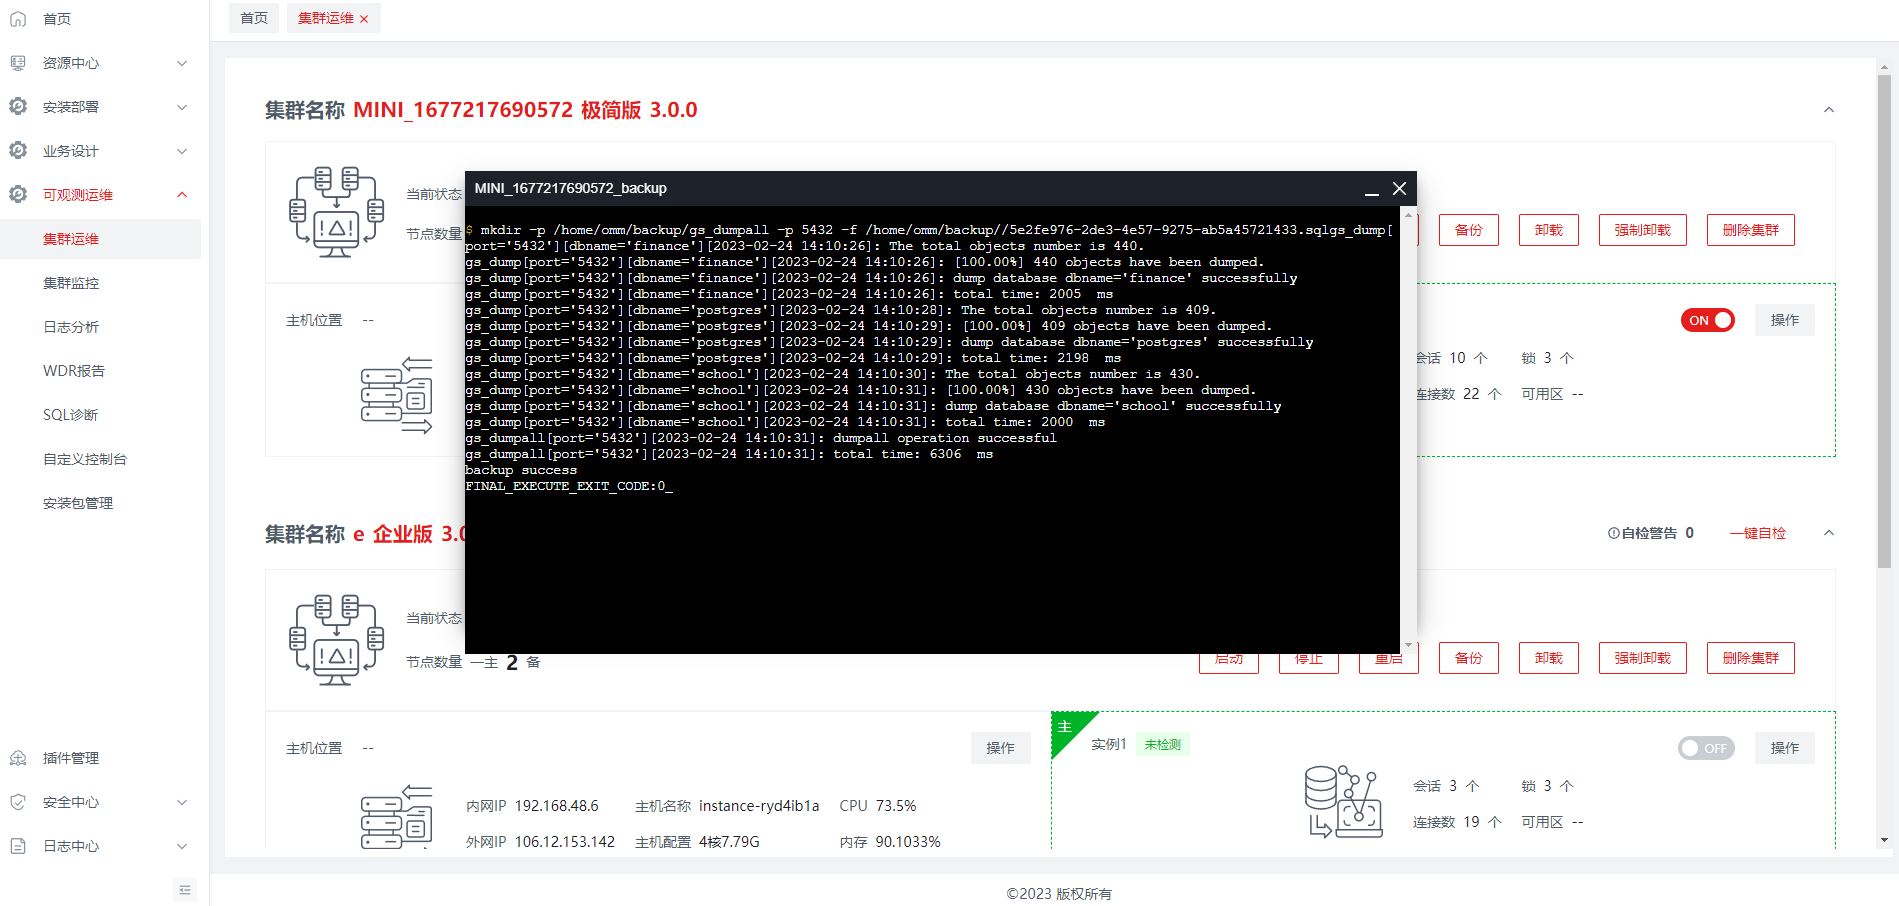 首页
资源中心
安装部署
业务设计
可观测运维
集群运维
集群监控
日志分析
WDR报告
SQL诊断
自定义控制台
安装包管理
插件管理
安全中心
日志中心
首页 集群运维 ×
集群名称 MINI_1677217690572 极简版 3.0.0
当前状态
节点数量
备份 卸载 强制卸载 删除集群
主机位置 --
ON 操作
会话 10 个 锁 3 个
连接数 22 个 可用区 --
MINI_1677217690572_backup
$ mkdir -p /home/omm/backup/gs_dumpall -p 5432 -f /home/omm/backup//5e2fe976-2de3-4e57-9275-ab5a45721433.sqlgs_dump[
port='5432'][dbname='finance'][2023-02-24 14:10:26]: The total objects number is 440.
gs_dump[port='5432'][dbname='finance'][2023-02-24 14:10:26]: [100.00%] 440 objects have been dumped.
gs_dump[port='5432'][dbname='finance'][2023-02-24 14:10:26]: dump database dbname='finance' successfully
gs_dump[port='5432'][dbname='finance'][2023-02-24 14:10:26]: total time: 2005  ms
gs_dump[port='5432'][dbname='postgres'][2023-02-24 14:10:28]: The total objects number is 409.
gs_dump[port='5432'][dbname='postgres'][2023-02-24 14:10:29]: [100.00%] 409 objects have been dumped.
gs_dump[port='5432'][dbname='postgres'][2023-02-24 14:10:29]: dump database dbname='postgres' successfully
gs_dump[port='5432'][dbname='postgres'][2023-02-24 14:10:29]: total time: 2198  ms
gs_dump[port='5432'][dbname='school'][2023-02-24 14:10:30]: The total objects number is 430.
gs_dump[port='5432'][dbname='school'][2023-02-24 14:10:31]: [100.00%] 430 objects have been dumped.
gs_dump[port='5432'][dbname='school'][2023-02-24 14:10:31]: dump database dbname='school' successfully
gs_dump[port='5432'][dbname='school'][2023-02-24 14:10:31]: total time: 2000  ms
gs_dumpall[port='5432'][2023-02-24 14:10:31]: dumpall operation successful
gs_dumpall[port='5432'][2023-02-24 14:10:31]: total time: 6306  ms
backup success
FINAL_EXECUTE_EXIT_CODE:0_
集群名称 e 企业版 3.0
自检警告 0 一键自检
当前状态
节点数量 一主 2 备
启动 停止 重启 备份 卸载 强制卸载 删除集群
主机位置 -- 操作
内网IP 192.168.48.6 主机名称 instance-ryd4ib1a CPU 73.5%
外网IP 106.12.153.142 主机配置 4核7.79G 内存 90.1033%
主 实例1 未检测 OFF 操作
会话 3 个 锁 3 个
连接数 19 个 可用区 --
©2023 版权所有